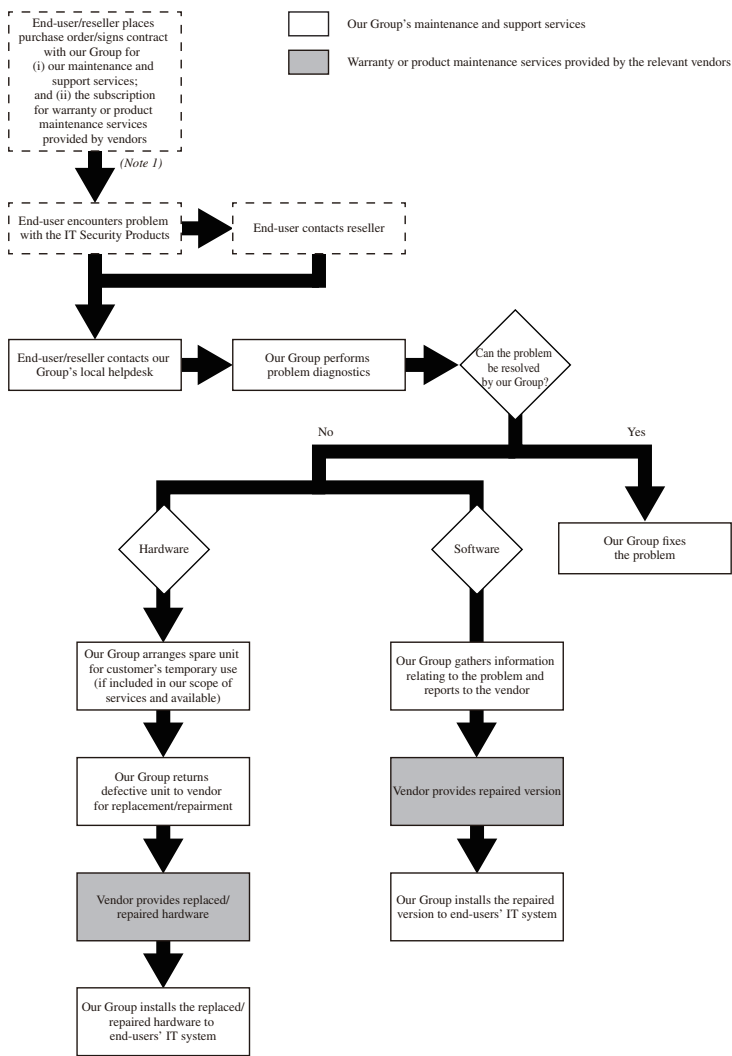 End-user/reseller places
purchase order/signs contract
with our Group for
(i) our maintenance and
support services;
and (ii) the subscription
for warranty or product
maintenance services
provided by vendors
Our Group's maintenance and support services
Warranty or product maintenance services provided by the relevant vendors
(Note 1)
End-user encounters problem
with the IT Security Products
End-user contacts reseller
End-user/reseller contacts our
Group's local helpdesk
Our Group performs
problem diagnostics
Can the problem
be resolved
by our Group?
No
Yes
Hardware
Software
Our Group fixes
the problem
Our Group arranges spare unit
for customer's temporary use
(if included in our scope of
services and available)
Our Group gathers information
relating to the problem and
reports to the vendor
Our Group returns
defective unit to vendor
for replacement/repairment
Vendor provides repaired version
Vendor provides replaced/
repaired hardware
Our Group installs the repaired
version to end-users' IT system
Our Group installs the replaced/
repaired hardware to
end-users' IT system